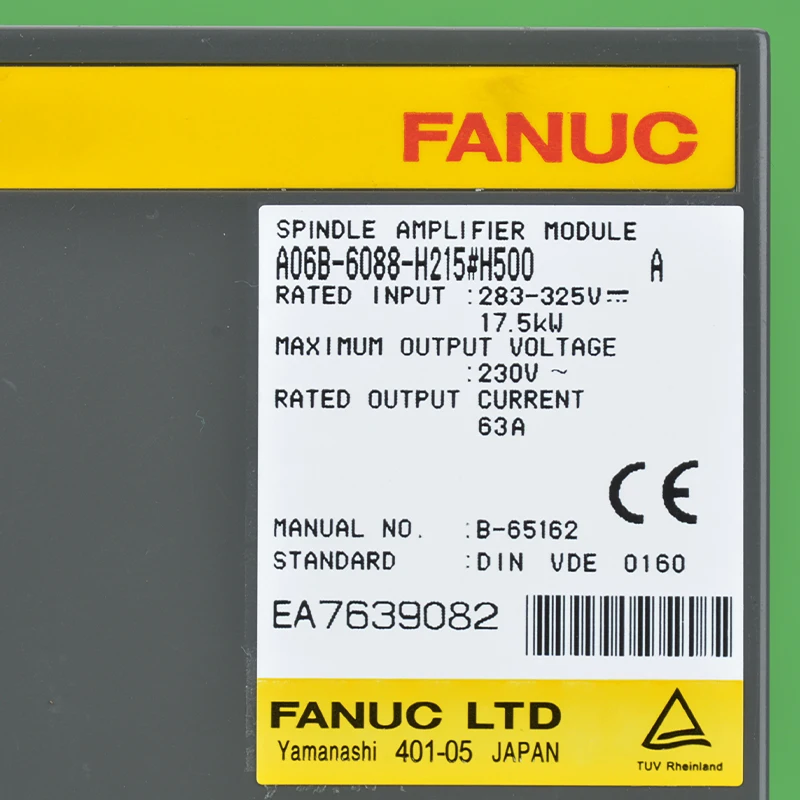 FANUC
SPINDLE AMPLIFIER MODULE
A06B-6088-H215#H500 A
RATED INPUT :283-325V⎓
17.5kW
MAXIMUM OUTPUT VOLTAGE
:230V ~
RATED OUTPUT CURRENT
63A
CE
MANUAL NO. :B-65162
STANDARD :DIN VDE 0160
EA7639082
FANUC LTD
Yamanashi 401-05 JAPAN
TUV Rheinland